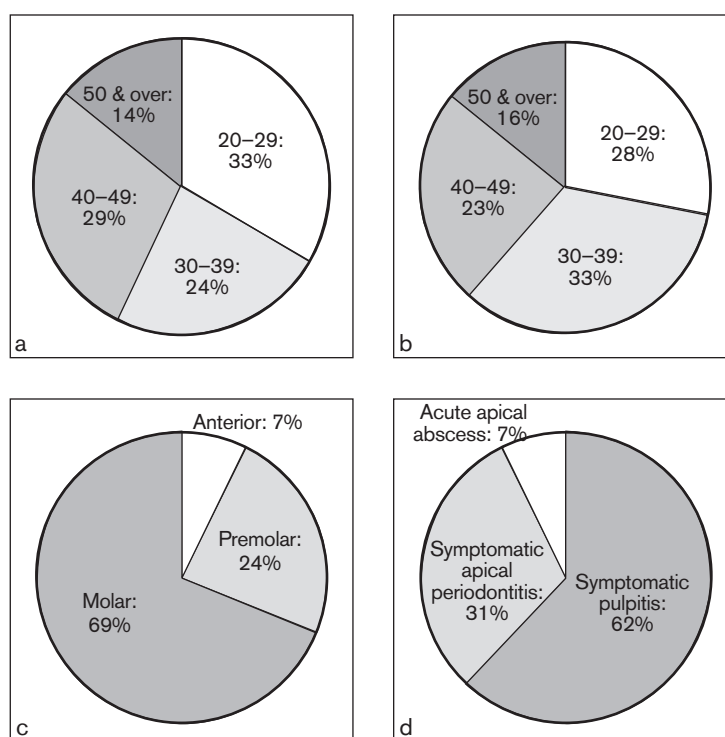 50 & over:
14%
20–29:
33%
40–49:
29%
30–39:
24%
a
50 & over:
16%
20–29:
28%
40–49:
23%
30–39:
33%
b
Anterior: 7%
Premolar:
24%
Molar:
69%
c
Acute apical
abscess: 7%
Symptomatic
apical
periodontitis:
31%
Symptomatic
pulpitis:
62%
d